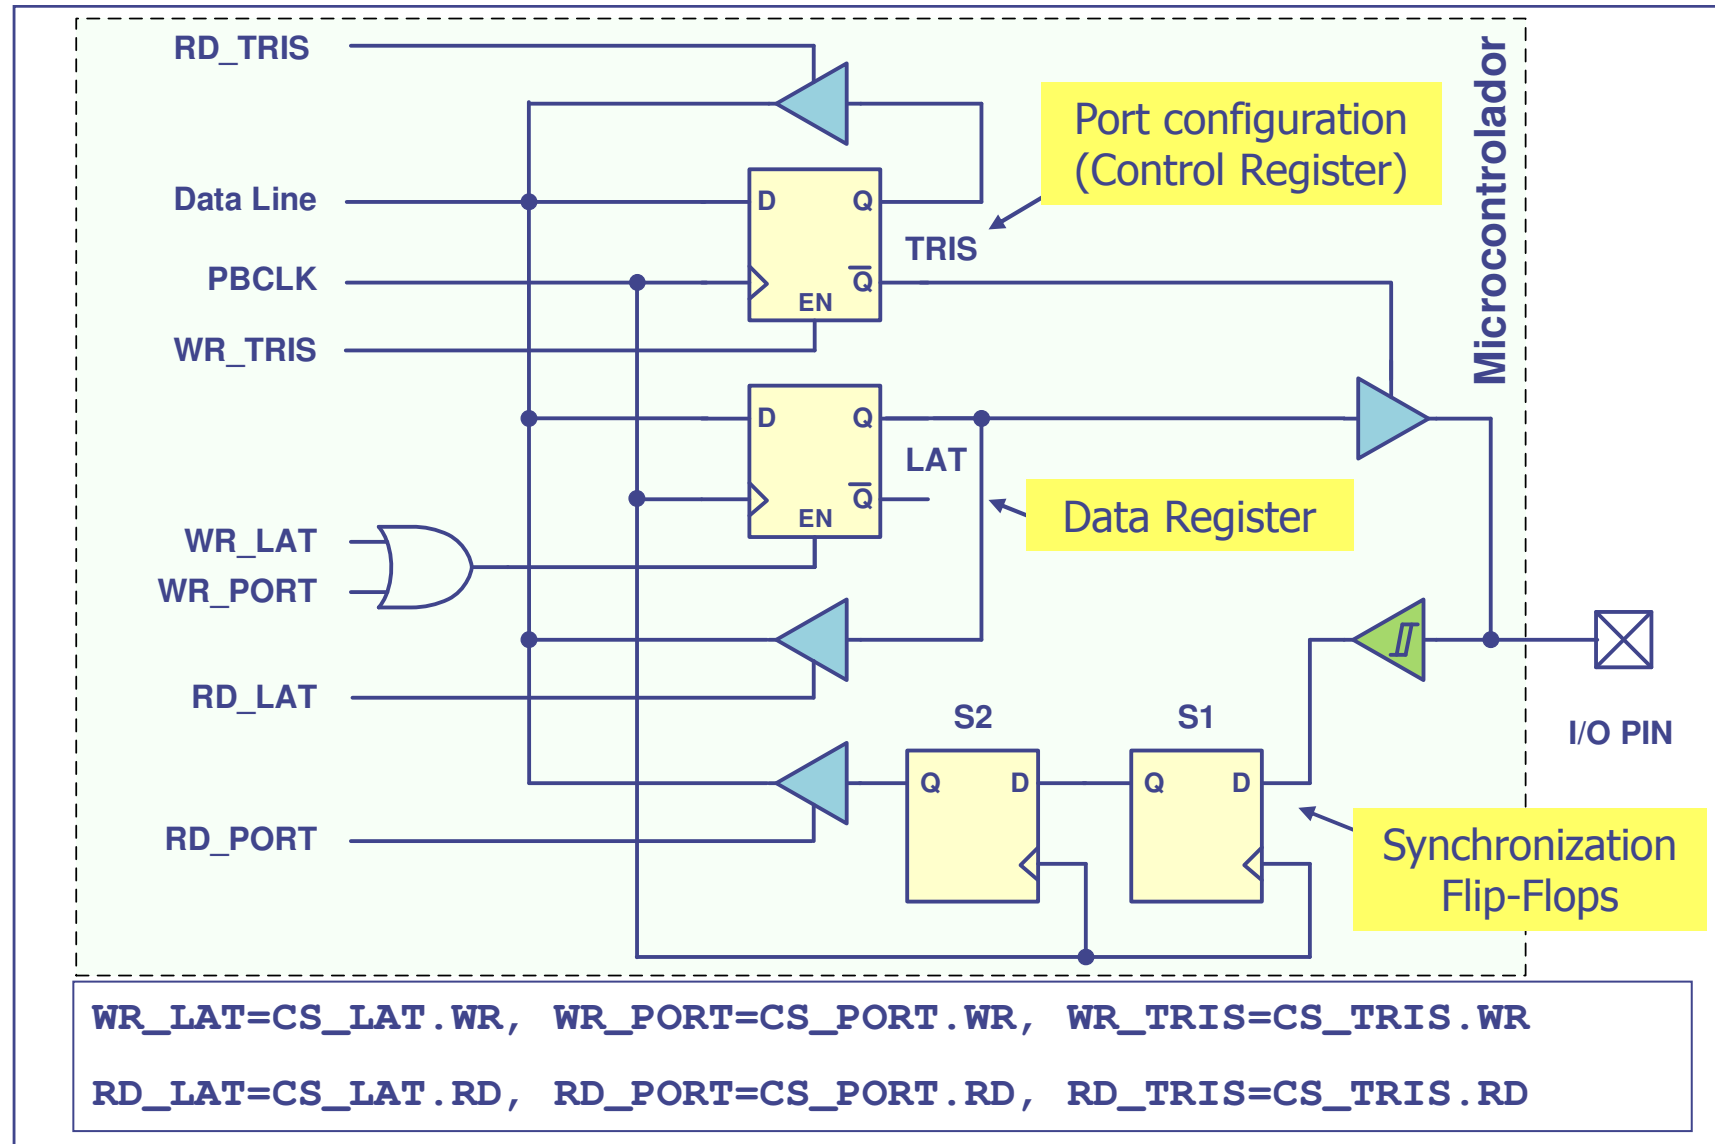 RD_TRIS
Port configuration
(Control Register)
Microcontrolador
Data Line
D
Q
TRIS
PBCLK
Q
EN
WR_TRIS
D
Q
LAT
Data Register
Q
EN
WR_LAT
WR_PORT
RD_LAT
S2
S1
I/O PIN
Q
D
Q
D
RD_PORT
Synchronization
Flip-Flops
WR_LAT=CS_LAT.WR, WR_PORT=CS_PORT.WR, WR_TRIS=CS_TRIS.WR
RD_LAT=CS_LAT.RD, RD_PORT=CS_PORT.RD, RD_TRIS=CS_TRIS.RD